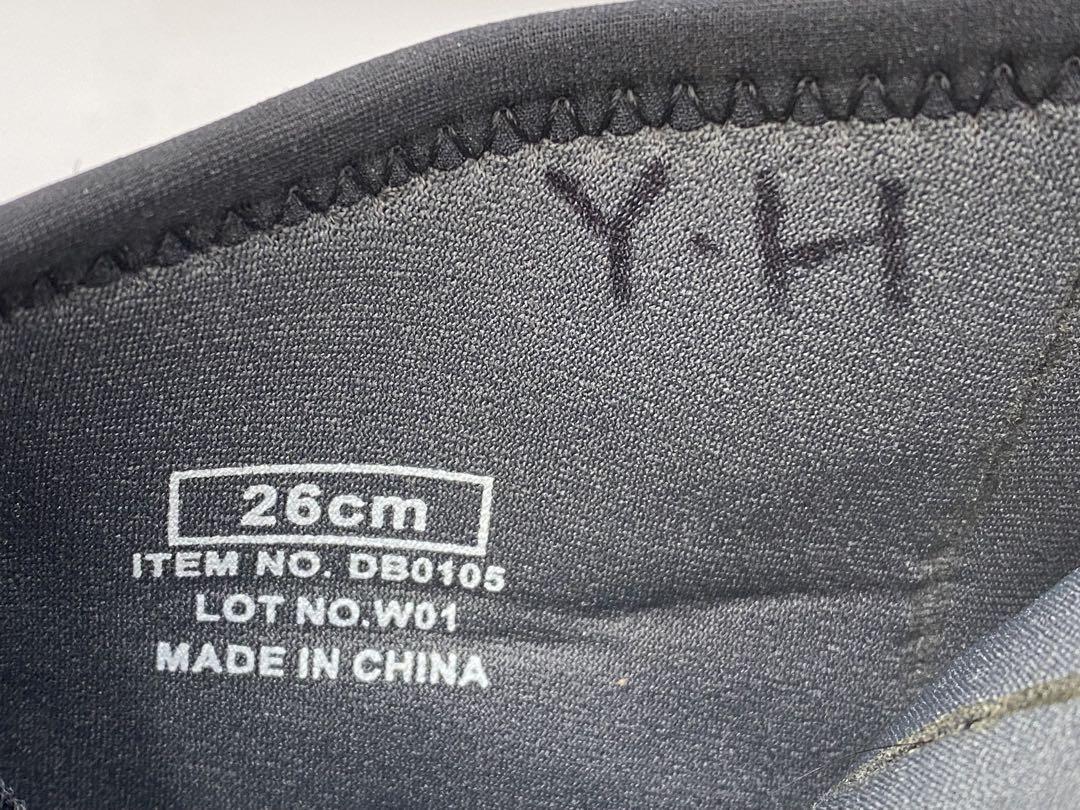 Y·H
26cm
ITEM NO. DB0105
LOT NO.W01
MADE IN CHINA